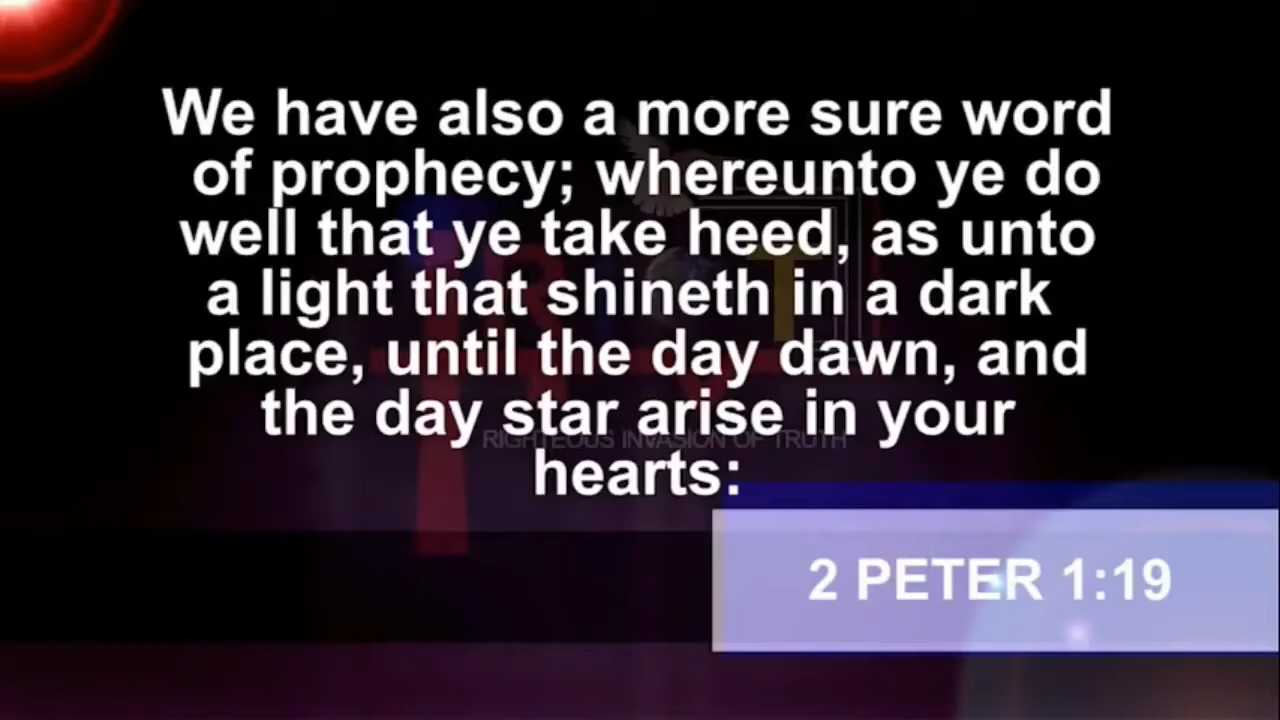 We have also a more sure word
of prophecy; whereunto ye do
well that ye take heed, as unto
a light that shineth in a dark
place, until the day dawn, and
the day star arise in your
RIGHTEOUS INVASION OF TRUTH
hearts:
2 PETER 1:19